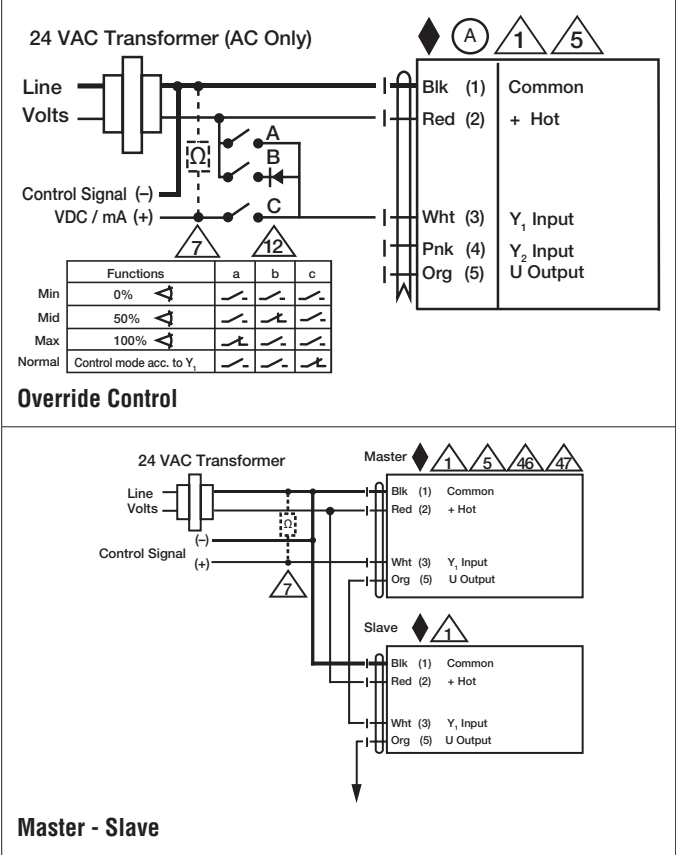 24 VAC Transformer (AC Only)
A 1 5
Line
Volts
Blk (1) Common
Red (2) + Hot
A
B
Ω
C
Control Signal (–)
VDC / mA (+)
Wht (3) Y1 Input
Pnk (4) Y2 Input
Org (5) U Output
7 12
Functions a b c
Min 0%
Mid 50%
Max 100%
Normal Control mode acc. to Y1
Override Control
24 VAC Transformer
Master 1 5 46 47
Line
Volts
Blk (1) Common
Red (2) + Hot
Ω
(–)
Control Signal
(+)
Wht (3) Y1 Input
Org (5) U Output
7
Slave 1
Blk (1) Common
Red (2) + Hot
Wht (3) Y1 Input
Org (5) U Output
Master - Slave